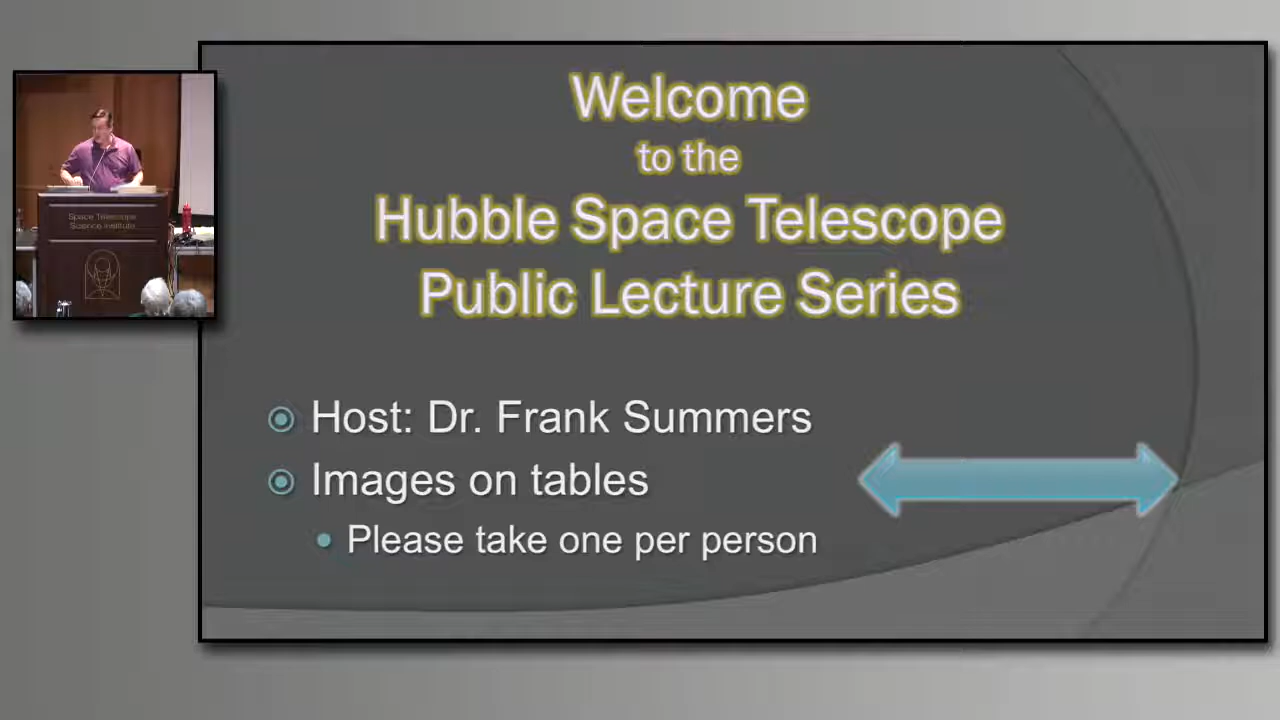 Welcome
to the
Hubble Space Telescope
Public Lecture Series
Host: Dr. Frank Summers
Images on tables
Please take one per person
Space Telescope
Science Institute